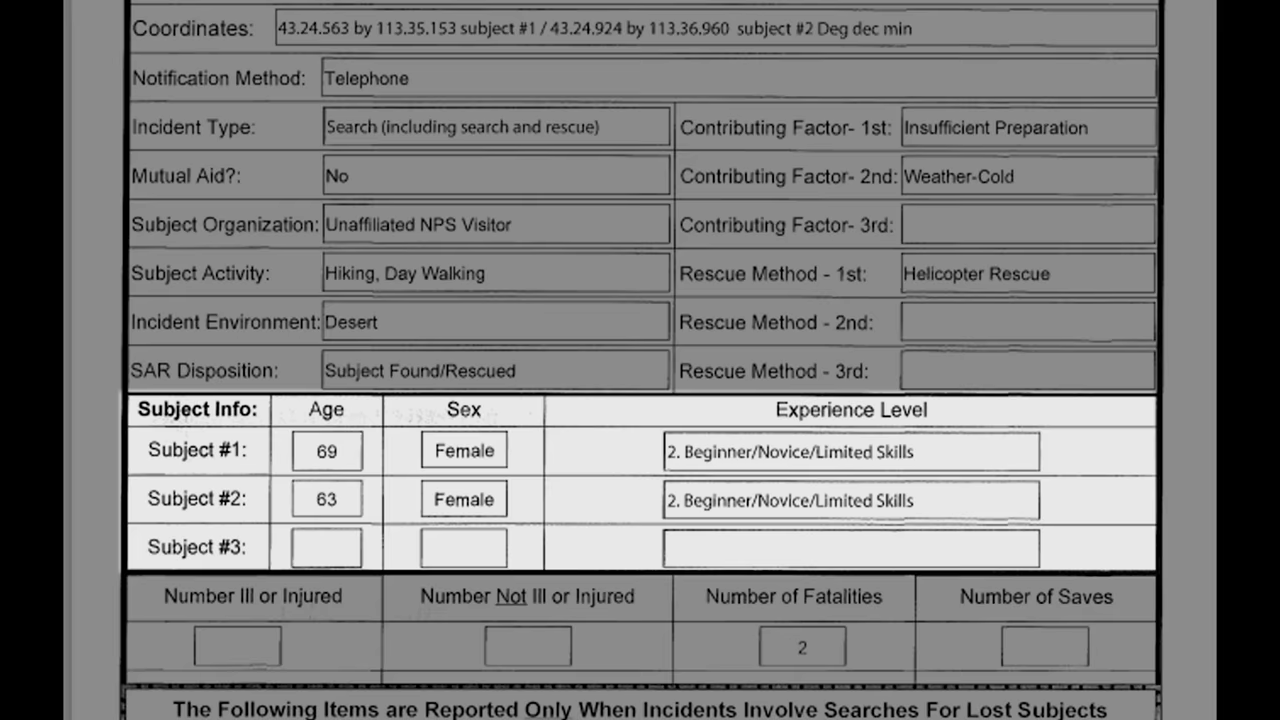 Coordinates: 43.24.563 by 113.35.153 subject #1 / 43.24.924 by 113.36.960 subject #2 Deg dec min
Notification Method: Telephone
Incident Type: Search (including search and rescue) Contributing Factor- 1st: Insufficient Preparation
Mutual Aid?: No Contributing Factor- 2nd: Weather-Cold
Subject Organization: Unaffiliated NPS Visitor Contributing Factor- 3rd:
Subject Activity: Hiking, Day Walking Rescue Method - 1st: Helicopter Rescue
Incident Environment: Desert Rescue Method - 2nd:
SAR Disposition: Subject Found/Rescued Rescue Method - 3rd:
Subject Info: Age Sex Experience Level
Subject #1: 69 Female 2. Beginner/Novice/Limited Skills
Subject #2: 63 Female 2. Beginner/Novice/Limited Skills
Subject #3:
Number Ill or Injured Number Not Ill or Injured Number of Fatalities Number of Saves
2
The Following Items are Reported Only When Incidents Involve Searches For Lost Subjects